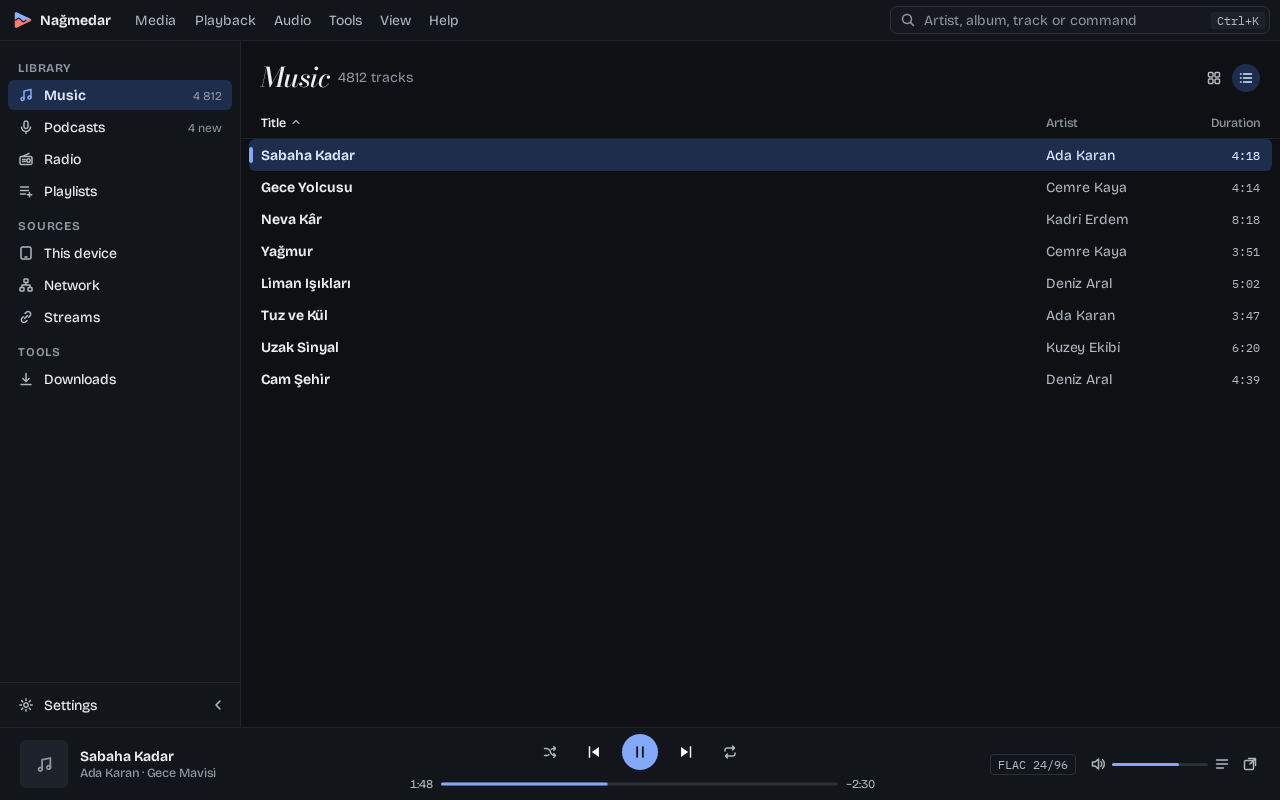 Nağmedar Media Playback Audio Tools View Help Artist, album, track or command Ctrl+K
LIBRARY
Music 4 812
Podcasts 4 new
Radio
Playlists
SOURCES
This device
Network
Streams
TOOLS
Downloads
Settings
Music 4812 tracks
Title Artist Duration
Sabaha Kadar Ada Karan 4:18
Gece Yolcusu Cemre Kaya 4:14
Neva Kâr Kadri Erdem 8:18
Yağmur Cemre Kaya 3:51
Liman Işıkları Deniz Aral 5:02
Tuz ve Kül Ada Karan 3:47
Uzak Sinyal Kuzey Ekibi 6:20
Cam Şehir Deniz Aral 4:39
Sabaha Kadar
Ada Karan · Gece Mavisi
1:48 −2:30
FLAC 24/96